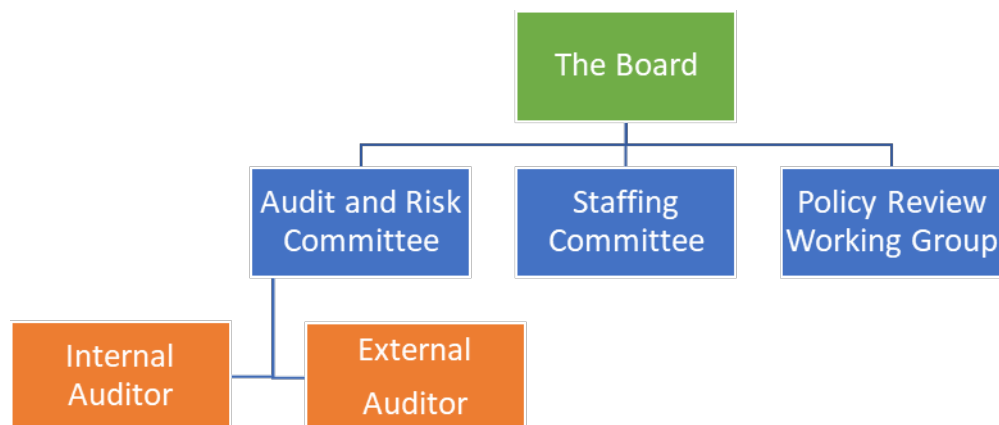 The Board
Audit and Risk
Committee
Staffing
Committee
Policy Review
Working Group
Internal
Auditor
External
Auditor